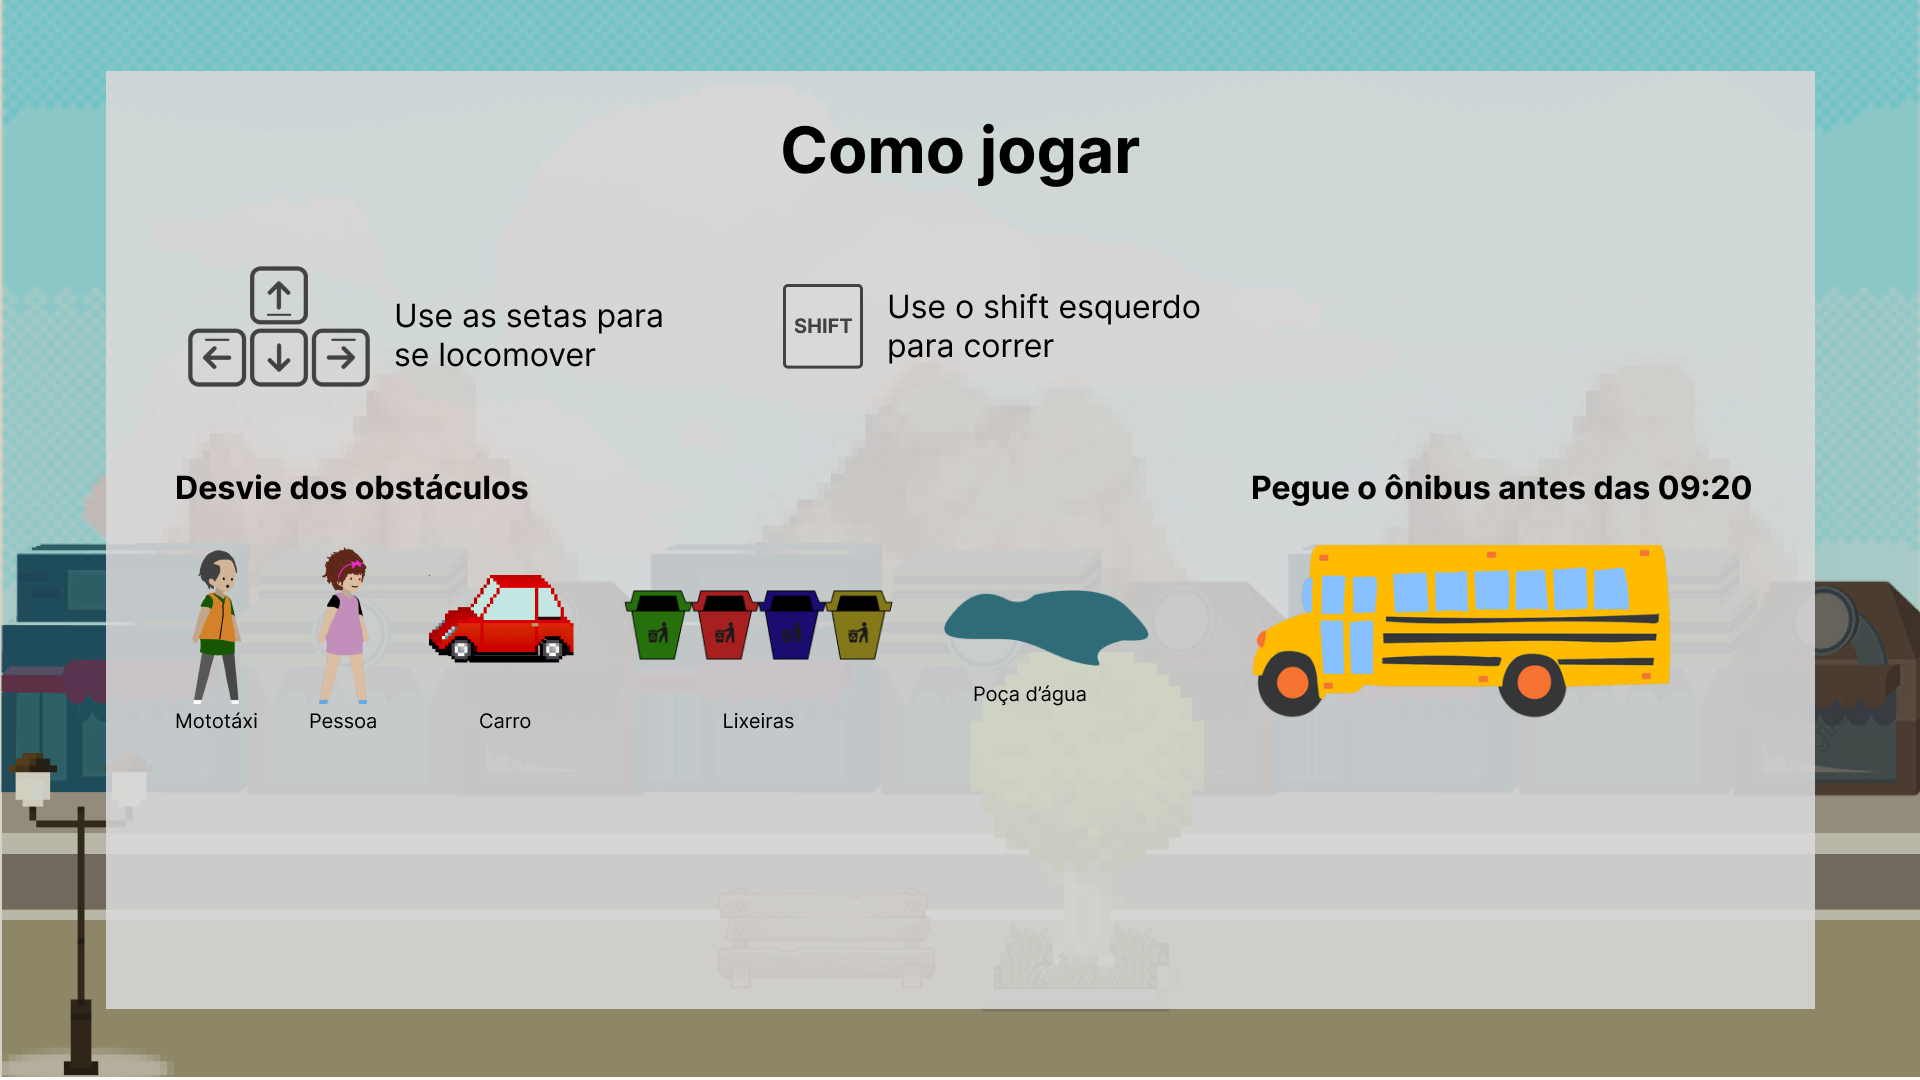 Como jogar
Use as setas para
se locomover
SHIFT
Use o shift esquerdo
para correr
Desvie dos obstáculos
Pegue o ônibus antes das 09:20
Mototáxi
Pessoa
Carro
Lixeiras
Poça d’água